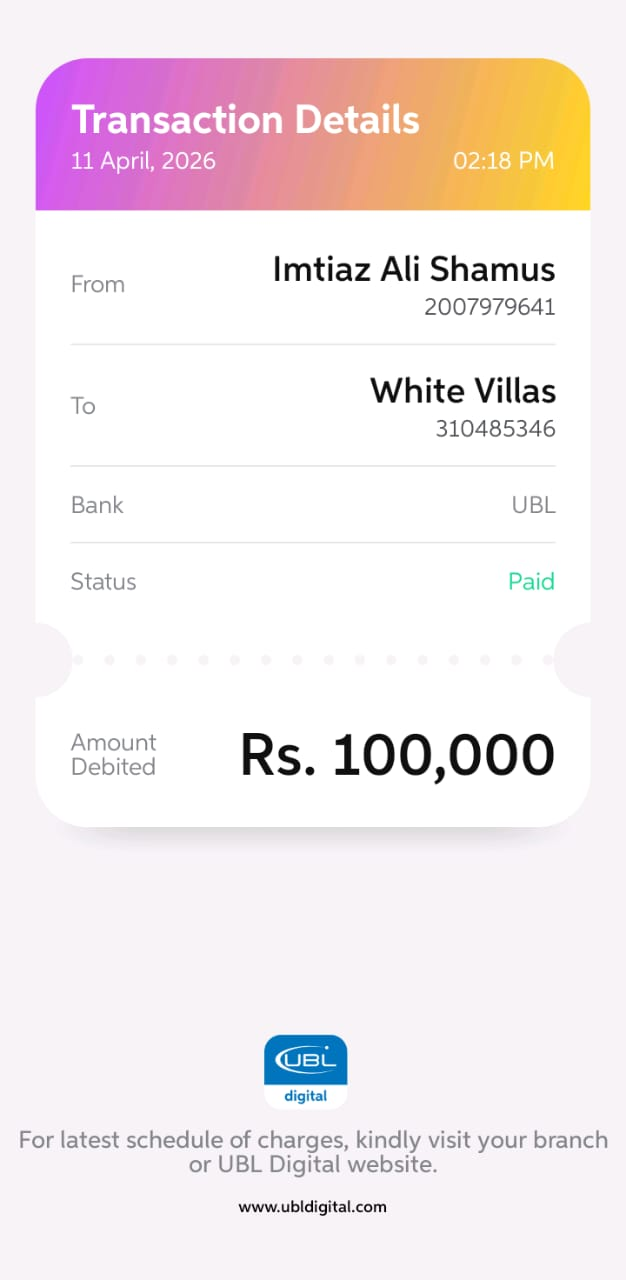 Transaction Details
11 April, 2026 02:18 PM
From Imtiaz Ali Shamus
2007979641
To White Villas
310485346
Bank UBL
Status Paid
Amount Debited Rs. 100,000
UBL
digital
For latest schedule of charges, kindly visit your branch
or UBL Digital website.
www.ubldigital.com